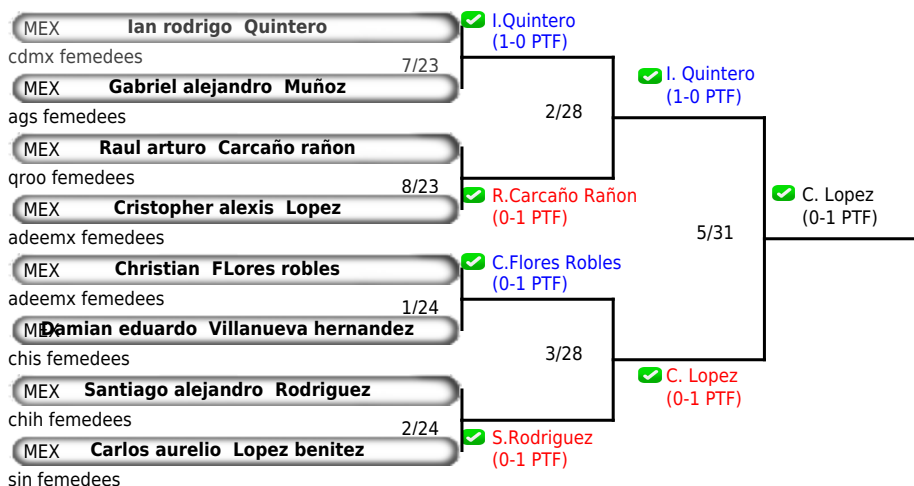 MEX Ian rodrigo Quintero
cdmx femedees
7/23
MEX Gabriel alejandro Muñoz
ags femedees
MEX Raul arturo Carcaño rañon
qroo femedees
8/23
MEX Cristopher alexis Lopez
adeemx femedees
MEX Christian FLores robles
adeemx femedees
1/24
MEX Damian eduardo Villanueva hernandez
chis femedees
MEX Santiago alejandro Rodriguez
chih femedees
2/24
MEX Carlos aurelio Lopez benitez
sin femedees
I.Quintero
(1-0 PTF)
2/28
R.Carcaño Rañon
(0-1 PTF)
C.Flores Robles
(0-1 PTF)
3/28
S.Rodriguez
(0-1 PTF)
I. Quintero
(1-0 PTF)
5/31
C. Lopez
(0-1 PTF)
C. Lopez
(0-1 PTF)